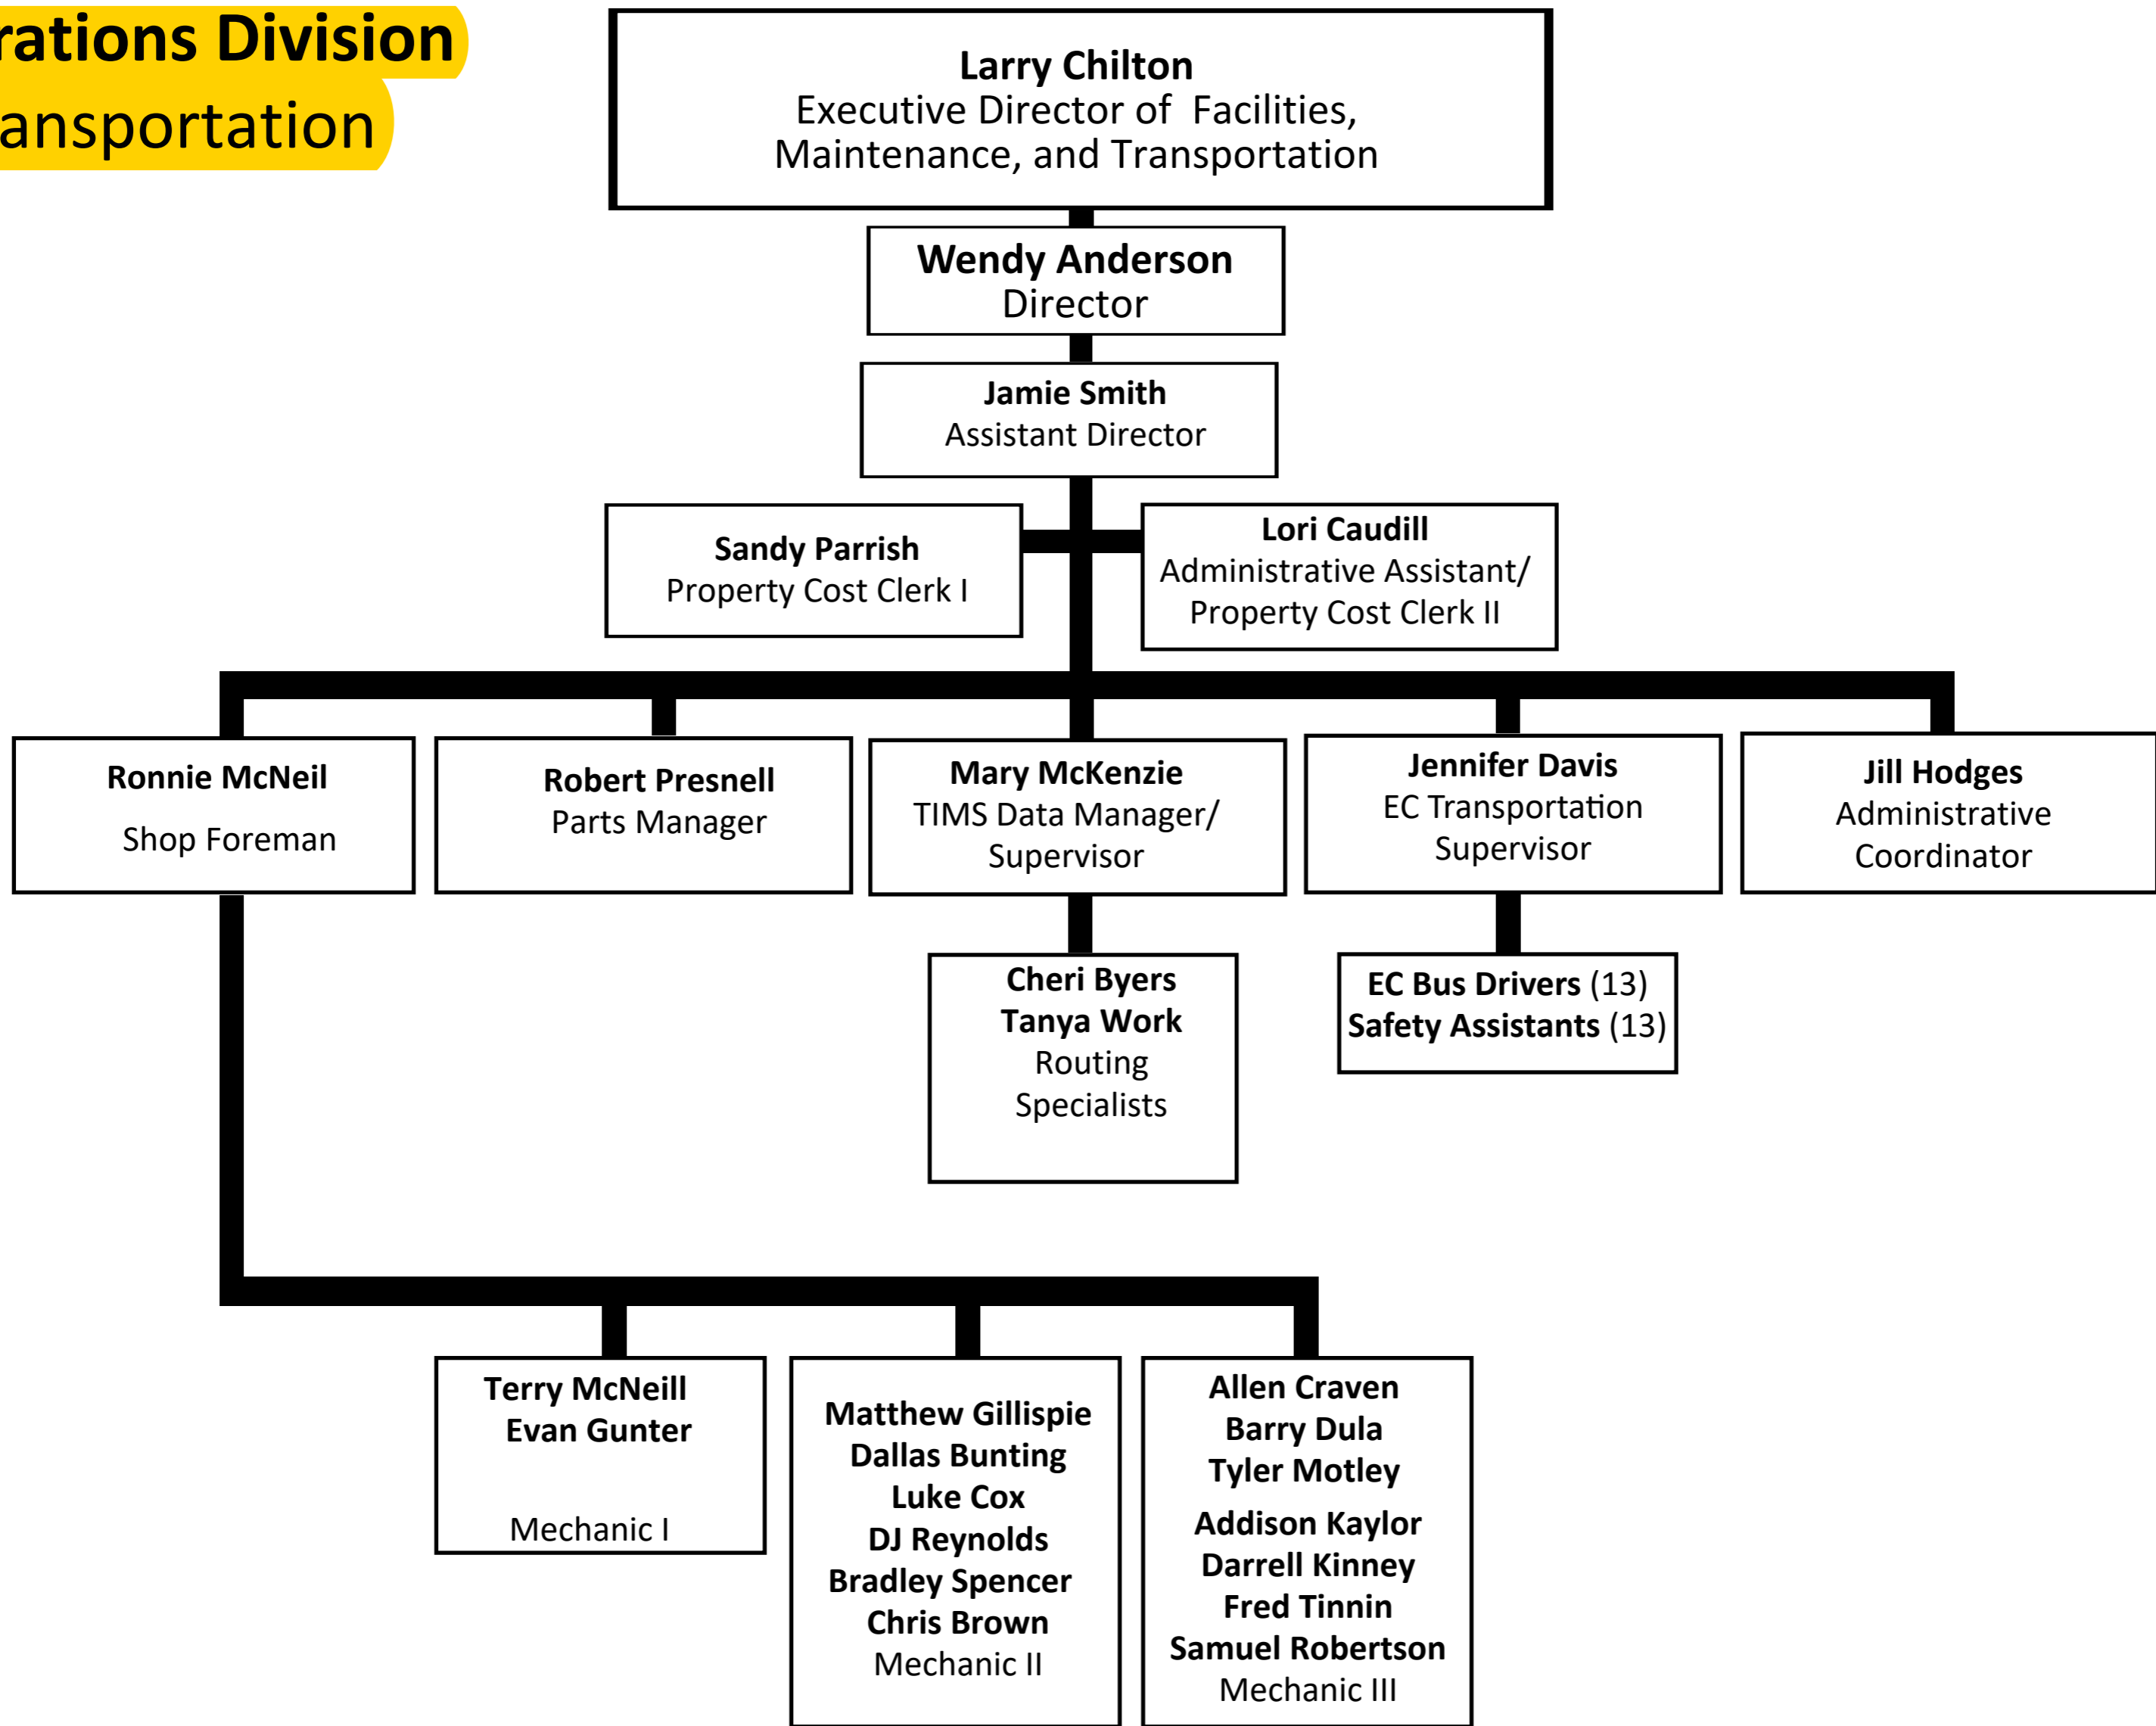 rations Division
ansportation
Larry Chilton
Executive Director of Facilities,
Maintenance, and Transportation
Wendy Anderson
Director
Jamie Smith
Assistant Director
Sandy Parrish
Property Cost Clerk I
Lori Caudill
Administrative Assistant/
Property Cost Clerk II
Ronnie McNeil
Shop Foreman
Robert Presnell
Parts Manager
Mary McKenzie
TIMS Data Manager/
Supervisor
Jennifer Davis
EC Transportation
Supervisor
Jill Hodges
Administrative
Coordinator
Cheri Byers
Tanya Work
Routing
Specialists
EC Bus Drivers (13)
Safety Assistants (13)
Terry McNeill
Evan Gunter
Mechanic I
Matthew Gillispie
Dallas Bunting
Luke Cox
DJ Reynolds
Bradley Spencer
Chris Brown
Mechanic II
Allen Craven
Barry Dula
Tyler Motley
Addison Kaylor
Darrell Kinney
Fred Tinnin
Samuel Robertson
Mechanic III